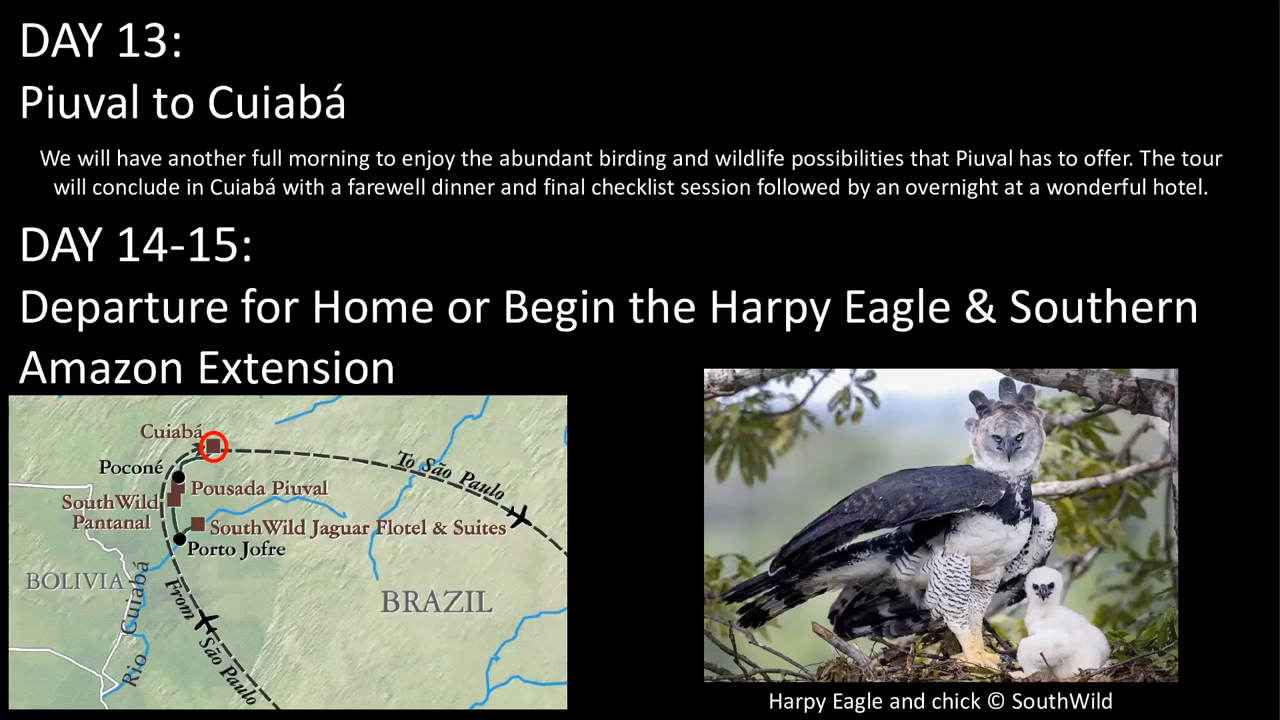 DAY 13:
Piuval to Cuiabá
We will have another full morning to enjoy the abundant birding and wildlife possibilities that Piuval has to offer. The tour
will conclude in Cuiabá with a farewell dinner and final checklist session followed by an overnight at a wonderful hotel.
DAY 14-15:
Departure for Home or Begin the Harpy Eagle & Southern
Amazon Extension
Cuiabá
Poconé
To São Paulo
SouthWild
Pantanal
Pousada Piuval
SouthWild Jaguar Flotel & Suites
Porto Jofre
BOLIVIA
BRAZIL
Rio Cuiabá
From São Paulo
Harpy Eagle and chick © SouthWild